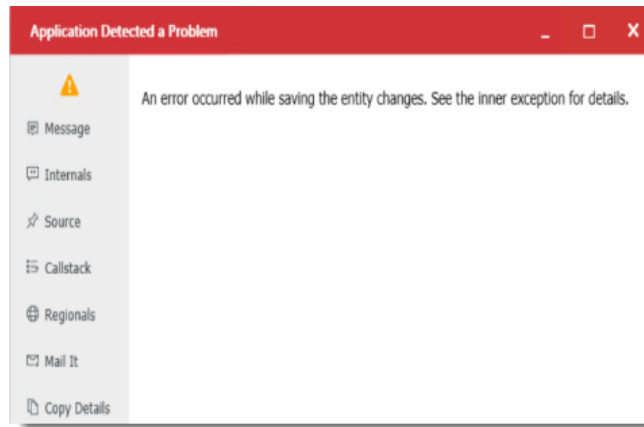 Application Detected a Problem
An error occurred while saving the entity changes. See the inner exception for details.
Message
Internals
Source
Callstack
Regionals
Mail It
Copy Details